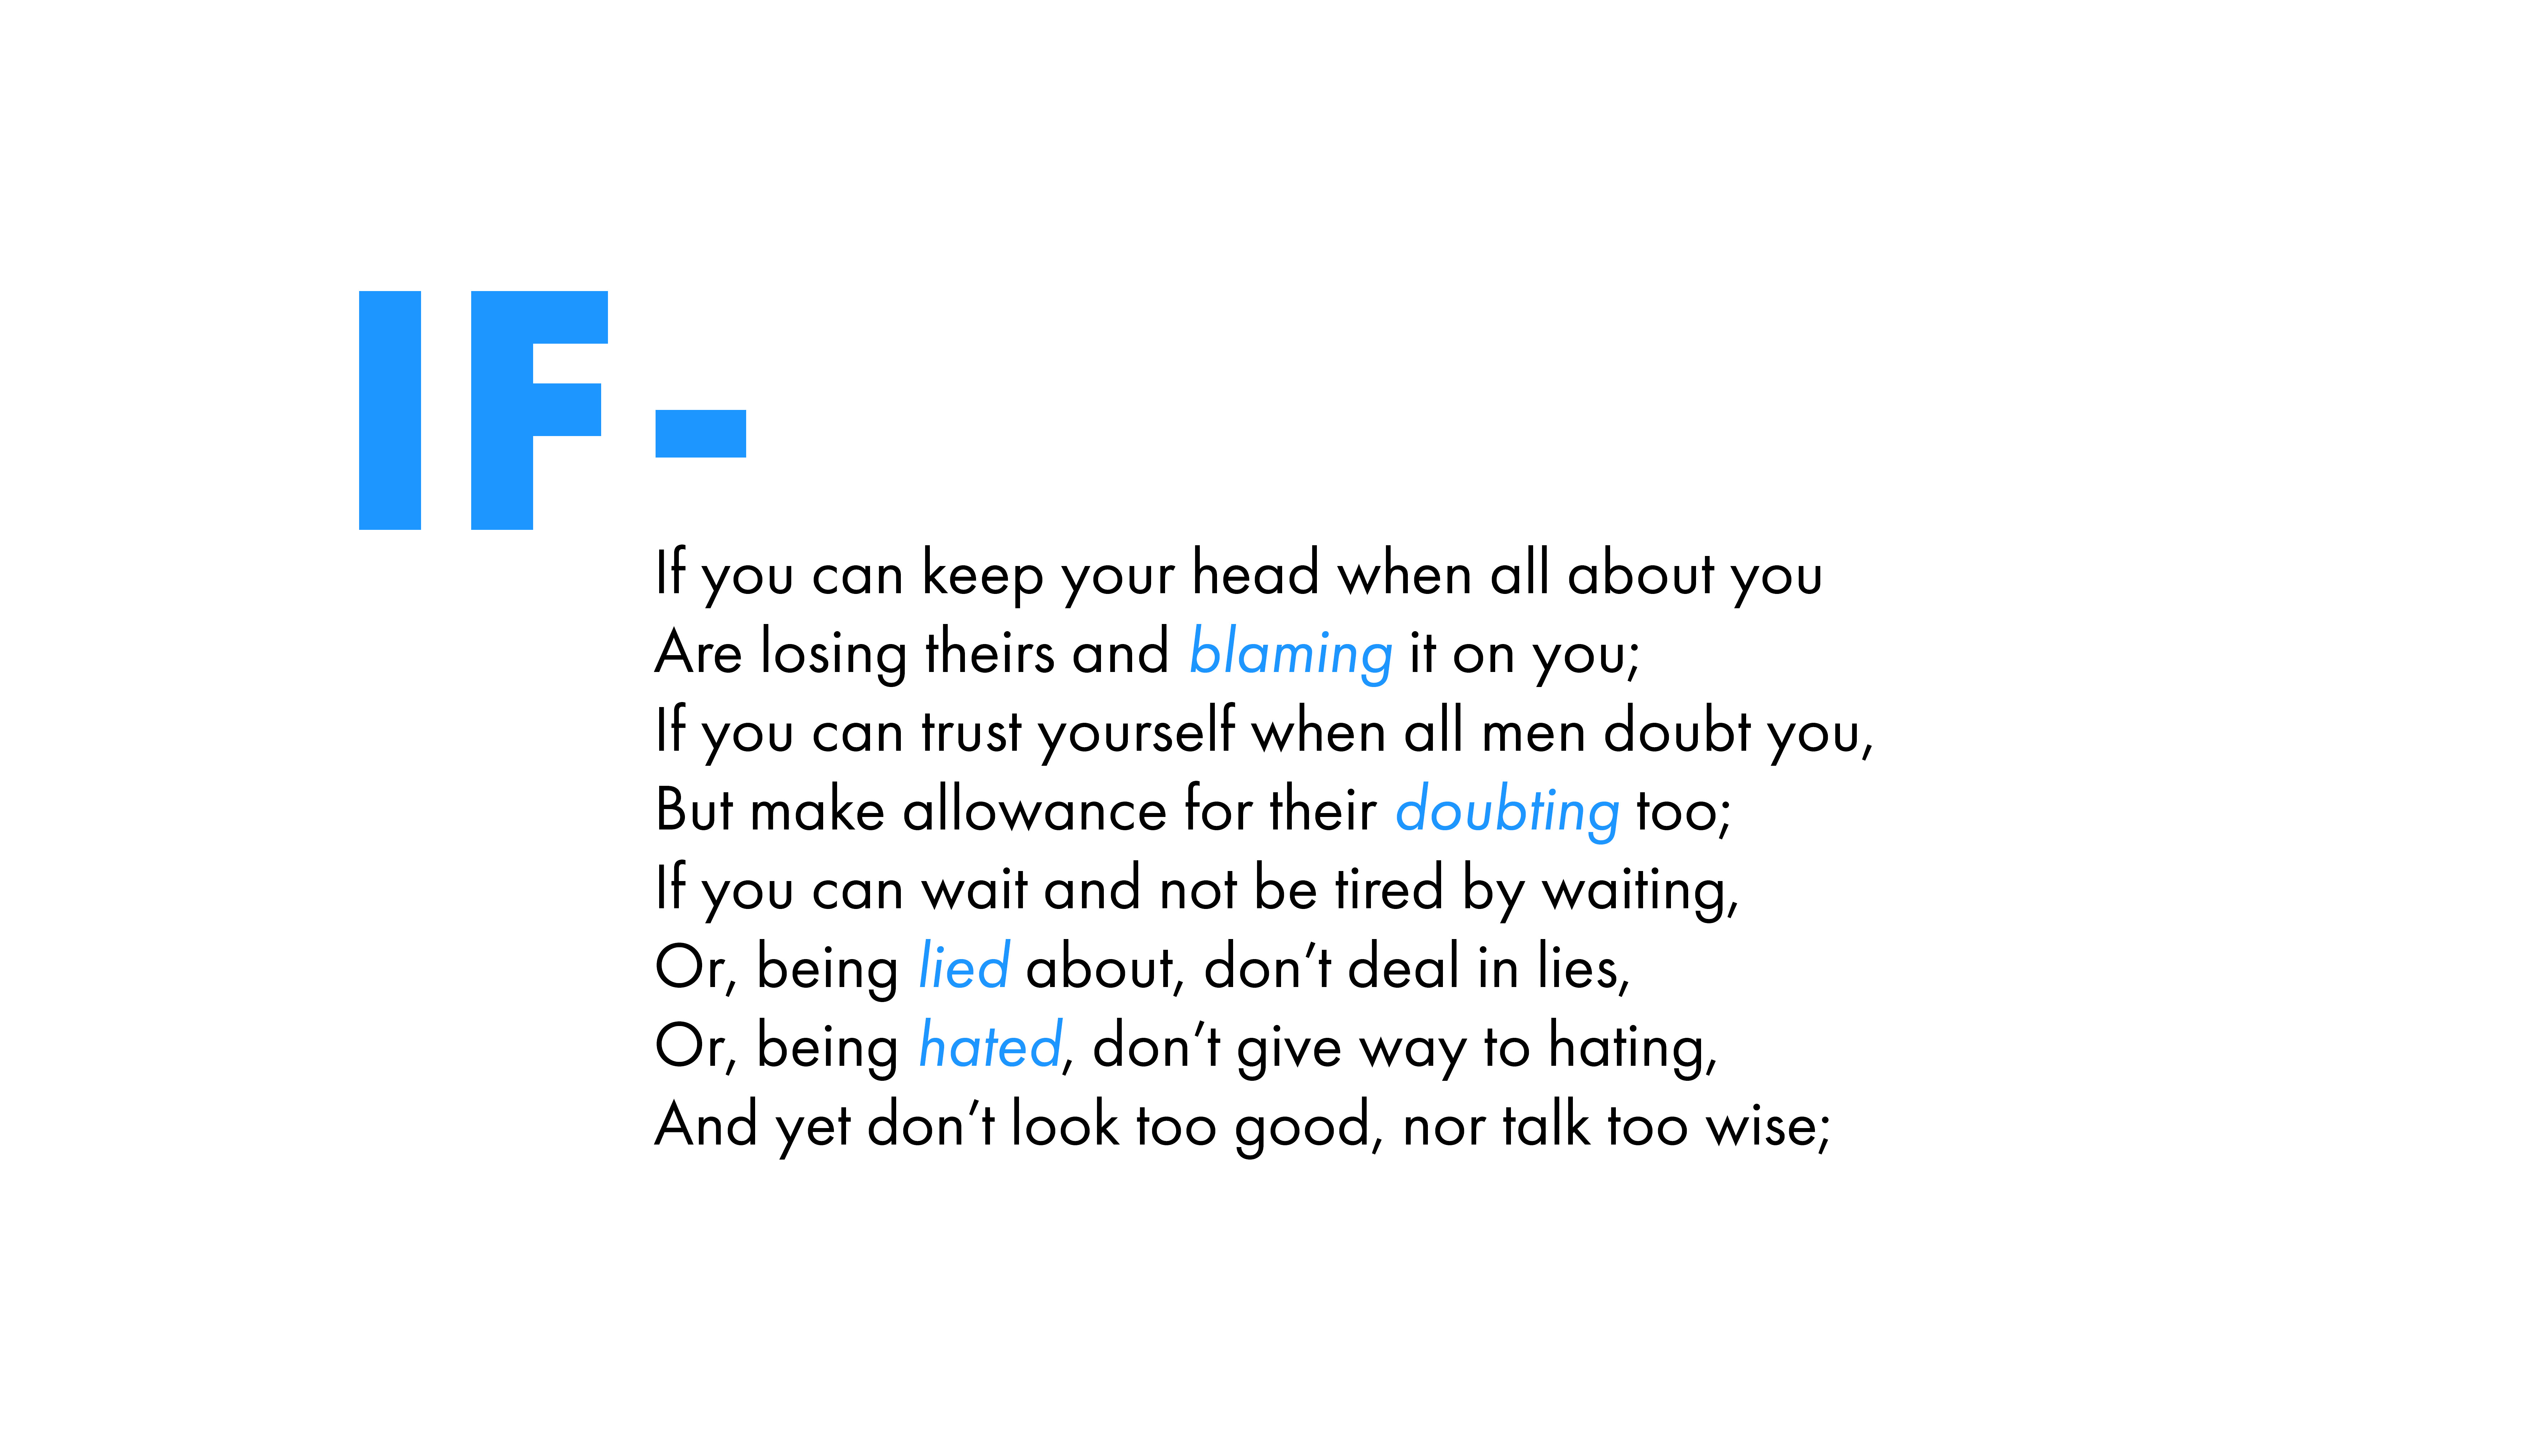 IF-
If you can keep your head when all about you
Are losing theirs and blaming it on you;
If you can trust yourself when all men doubt you,
But make allowance for their doubting too;
If you can wait and not be tired by waiting,
Or, being lied about, don’t deal in lies,
Or, being hated, don’t give way to hating,
And yet don’t look too good, nor talk too wise;